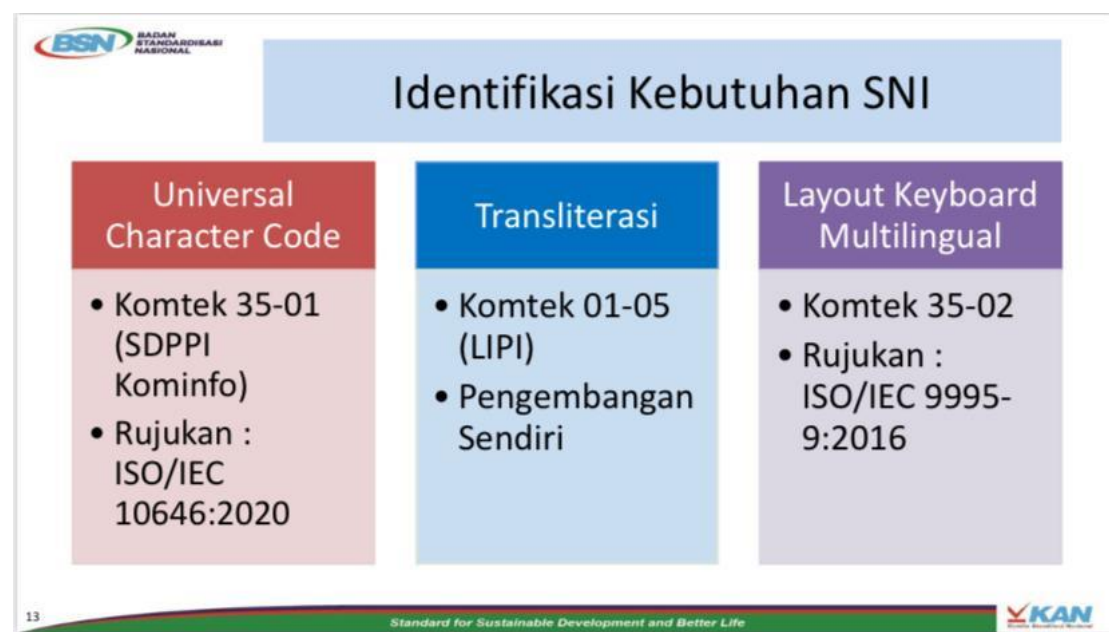 BSN BADAN
STANDARDISASI
NASIONAL
Identifikasi Kebutuhan SNI
Universal
Character Code
• Komtek 35-01
(SDPPI
Kominfo)
• Rujukan :
ISO/IEC
10646:2020
Transliterasi
• Komtek 01-05
(LIPI)
• Pengembangan
Sendiri
Layout Keyboard
Multilingual
• Komtek 35-02
• Rujukan :
ISO/IEC 9995-
9:2016
13
Standard for Sustainable Development and Better Life
KAN